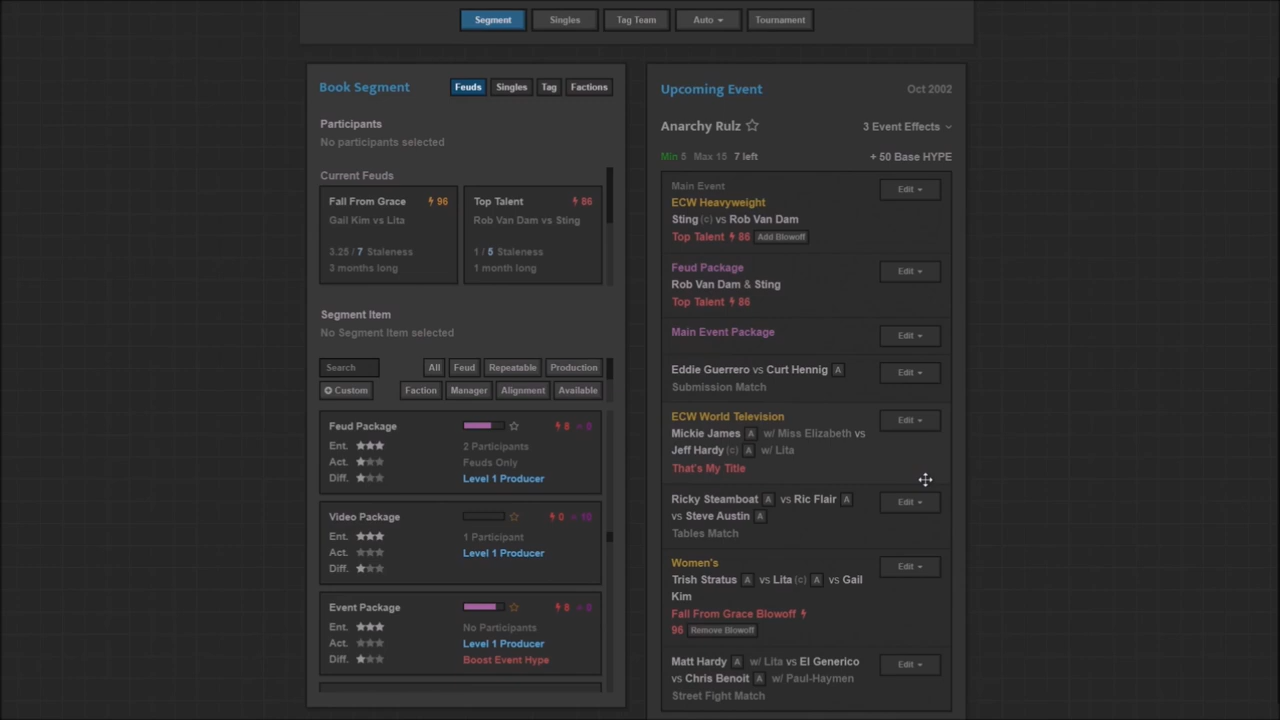 Segment Singles Tag Team Auto Tournament
Book Segment Feuds Singles Tag Factions
Participants
No participants selected
Current Feuds
Fall From Grace 96
Gail Kim vs Lita
3.25 / 7 Staleness
3 months long
Top Talent 86
Rob Van Dam vs Sting
1 / 5 Staleness
1 month long
Segment Item
No Segment Item selected
Search All Feud Repeatable Production
Custom Faction Manager Alignment Available
Feud Package 8 0
Ent. 2 Participants
Act. Feuds Only
Diff. Level 1 Producer
Video Package 0 10
Ent. 1 Participant
Act. Level 1 Producer
Diff.
Event Package 8 0
Ent. No Participants
Act. Level 1 Producer
Diff. Boost Event Hype
Upcoming Event Oct 2002
Anarchy Rulz 3 Event Effects
Min 5 Max 15 7 left + 50 Base HYPE
Main Event Edit
ECW Heavyweight
Sting (c) vs Rob Van Dam
Top Talent 86 Add Blowoff
Feud Package Edit
Rob Van Dam & Sting
Top Talent 86
Main Event Package Edit
Eddie Guerrero vs Curt Hennig A Edit
Submission Match
ECW World Television Edit
Mickie James A w/ Miss Elizabeth vs
Jeff Hardy (c) A w/ Lita
That's My Title
Ricky Steamboat A vs Ric Flair A Edit
vs Steve Austin A
Tables Match
Women's Edit
Trish Stratus A vs Lita (c) A vs Gail
Kim
Fall From Grace Blowoff
96 Remove Blowoff
Matt Hardy A w/ Lita vs El Generico Edit
vs Chris Benoit A w/ Paul-Haymen
Street Fight Match